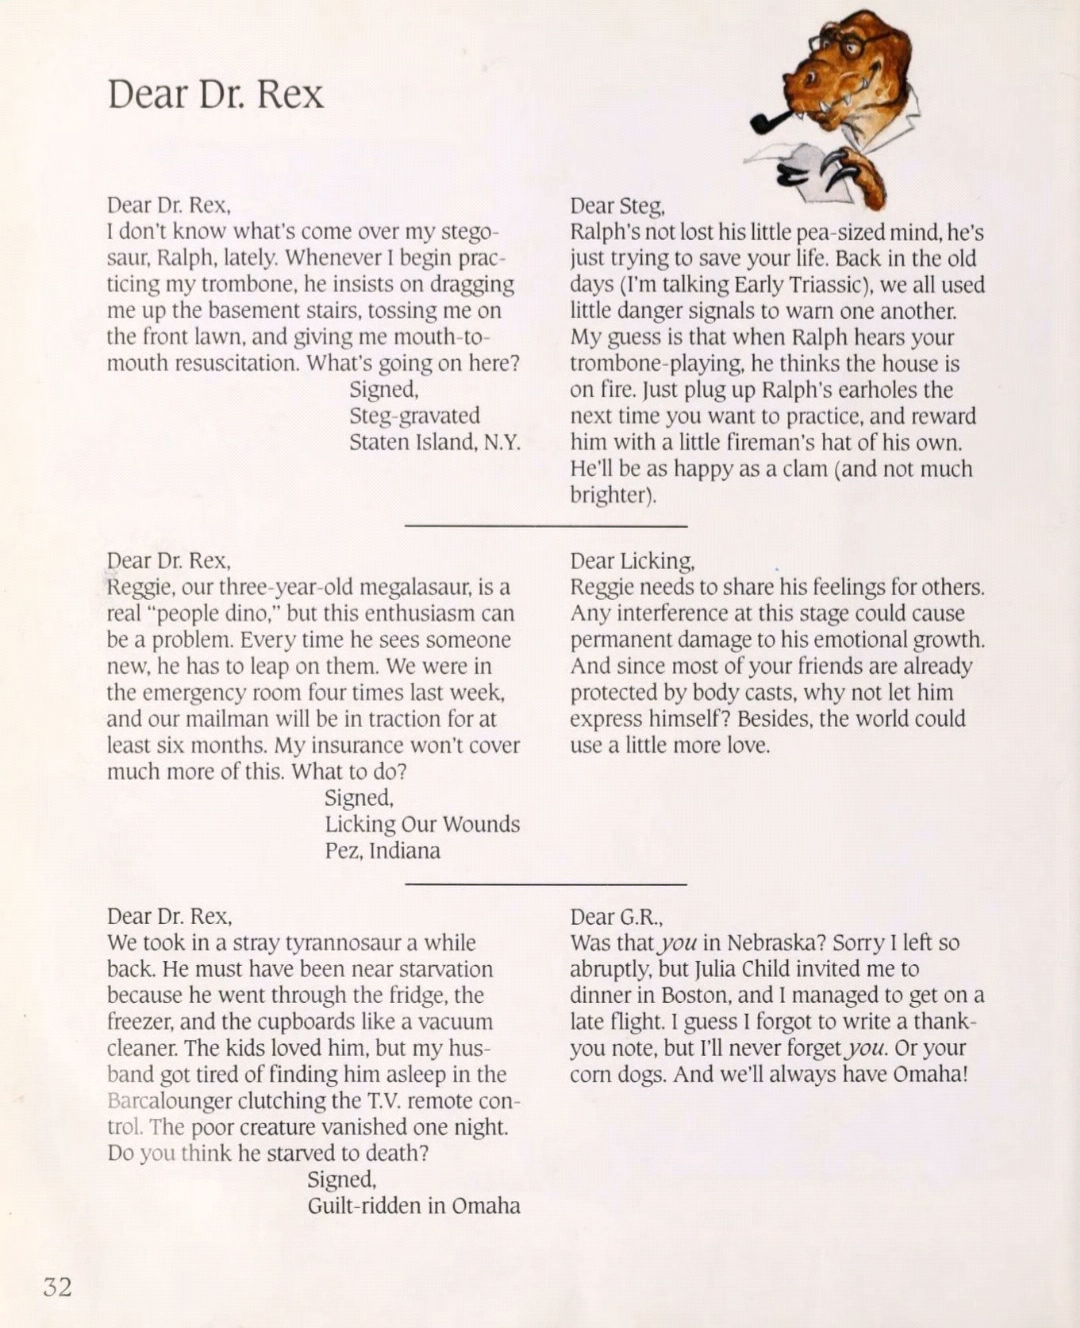 Dear Dr. Rex
Dear Dr. Rex,
I don't know what's come over my stego-
saur, Ralph, lately. Whenever I begin prac-
ticing my trombone, he insists on dragging
me up the basement stairs, tossing me on
the front lawn, and giving me mouth-to-
mouth resuscitation. What's going on here?
Signed,
Steg-gravated
Staten Island, N.Y.
Dear Steg,
Ralph's not lost his little pea-sized mind, he's
just trying to save your life. Back in the old
days (I'm talking Early Triassic), we all used
little danger signals to warn one another.
My guess is that when Ralph hears your
trombone-playing, he thinks the house is
on fire. Just plug up Ralph's earholes the
next time you want to practice, and reward
him with a little fireman's hat of his own.
He'll be as happy as a clam (and not much
brighter).
Dear Dr. Rex,
Reggie, our three-year-old megalasaur, is a
real "people dino," but this enthusiasm can
be a problem. Every time he sees someone
new, he has to leap on them. We were in
the emergency room four times last week,
and our mailman will be in traction for at
least six months. My insurance won't cover
much more of this. What to do?
Signed,
Licking Our Wounds
Pez, Indiana
Dear Licking,
Reggie needs to share his feelings for others.
Any interference at this stage could cause
permanent damage to his emotional growth.
And since most of your friends are already
protected by body casts, why not let him
express himself? Besides, the world could
use a little more love.
Dear Dr. Rex,
We took in a stray tyrannosaur a while
back. He must have been near starvation
because he went through the fridge, the
freezer, and the cupboards like a vacuum
cleaner. The kids loved him, but my hus-
band got tired of finding him asleep in the
Barcalounger clutching the T.V. remote con-
trol. The poor creature vanished one night.
Do you think he starved to death?
Signed,
Guilt-ridden in Omaha
Dear G.R.,
Was that you in Nebraska? Sorry I left so
abruptly, but Julia Child invited me to
dinner in Boston, and I managed to get on a
late flight. I guess I forgot to write a thank-
you note, but I'll never forget you. Or your
corn dogs. And we'll always have Omaha!
32